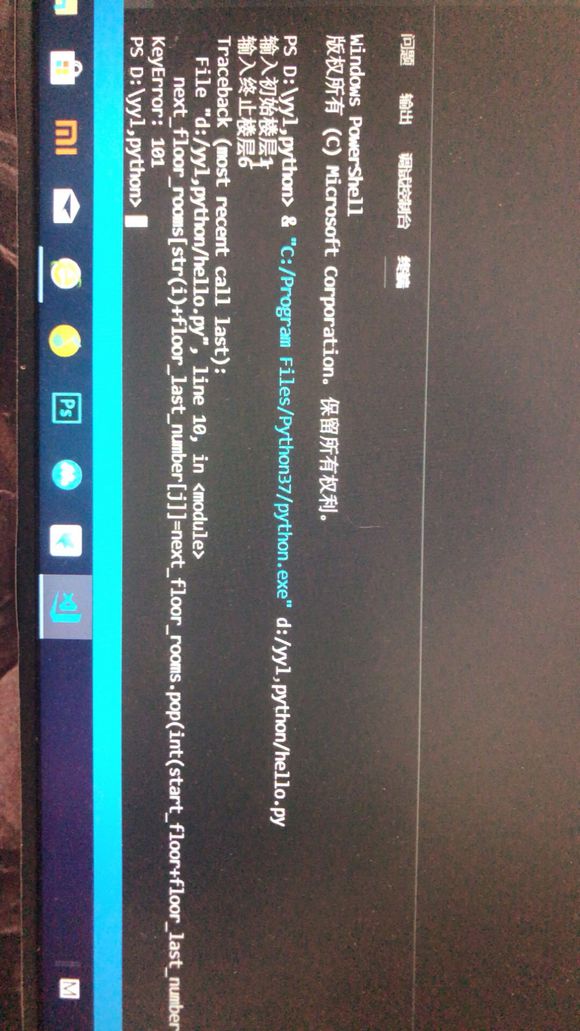 问题 输出 调试控制台 终端
Windows PowerShell
版权所有 (C) Microsoft Corporation。保留所有权利。
PS D:\yyl,python> & "C:/Program Files/Python37/python.exe" d:/yyl,python/hello.py
输入初始楼层1
输入终止楼层6
Traceback (most recent call last):
File "d:/yyl,python/hello.py", line 10, in <module>
next_floor_rooms[str(i)+floor_last_number[j]]=next_floor_rooms.pop(int(start_floor+floor_last_number
KeyError: 101
PS D:\yyl,python>
Ps
M